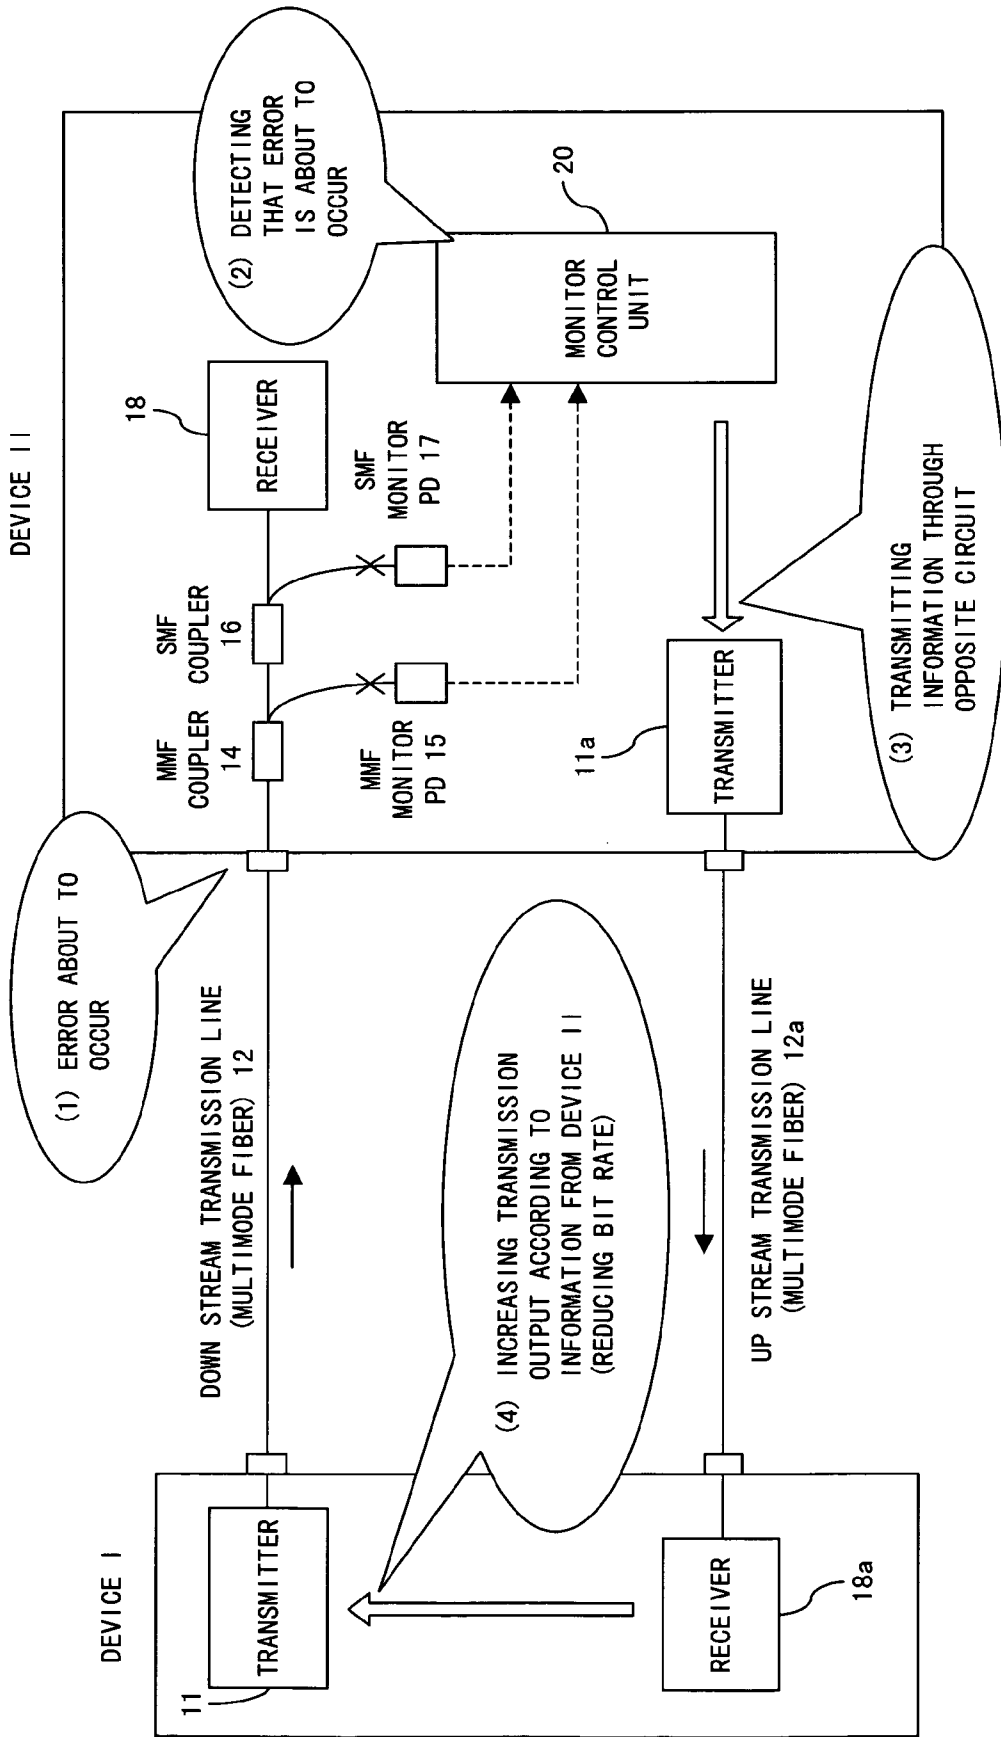 DEVICE I
11
TRANSMITTER
RECEIVER
18a
(4) INCREASING TRANSMISSION
OUTPUT ACCORDING TO
INFORMATION FROM DEVICE II
(REDUCING BIT RATE)
DOWN STREAM TRANSMISSION LINE
(MULTIMODE FIBER) 12
UP STREAM TRANSMISSION LINE
(MULTIMODE FIBER) 12a
(1) ERROR ABOUT TO
OCCUR
DEVICE II
MMF
COUPLER
14
SMF
COUPLER
16
18
RECEIVER
MMF
MONITOR
PD 15
SMF
MONITOR
PD 17
(2) DETECTING
THAT ERROR
IS ABOUT TO
OCCUR
20
MONITOR
CONTROL
UNIT
11a
TRANSMITTER
(3) TRANSMITTING
INFORMATION THROUGH
OPPOSITE CIRCUIT